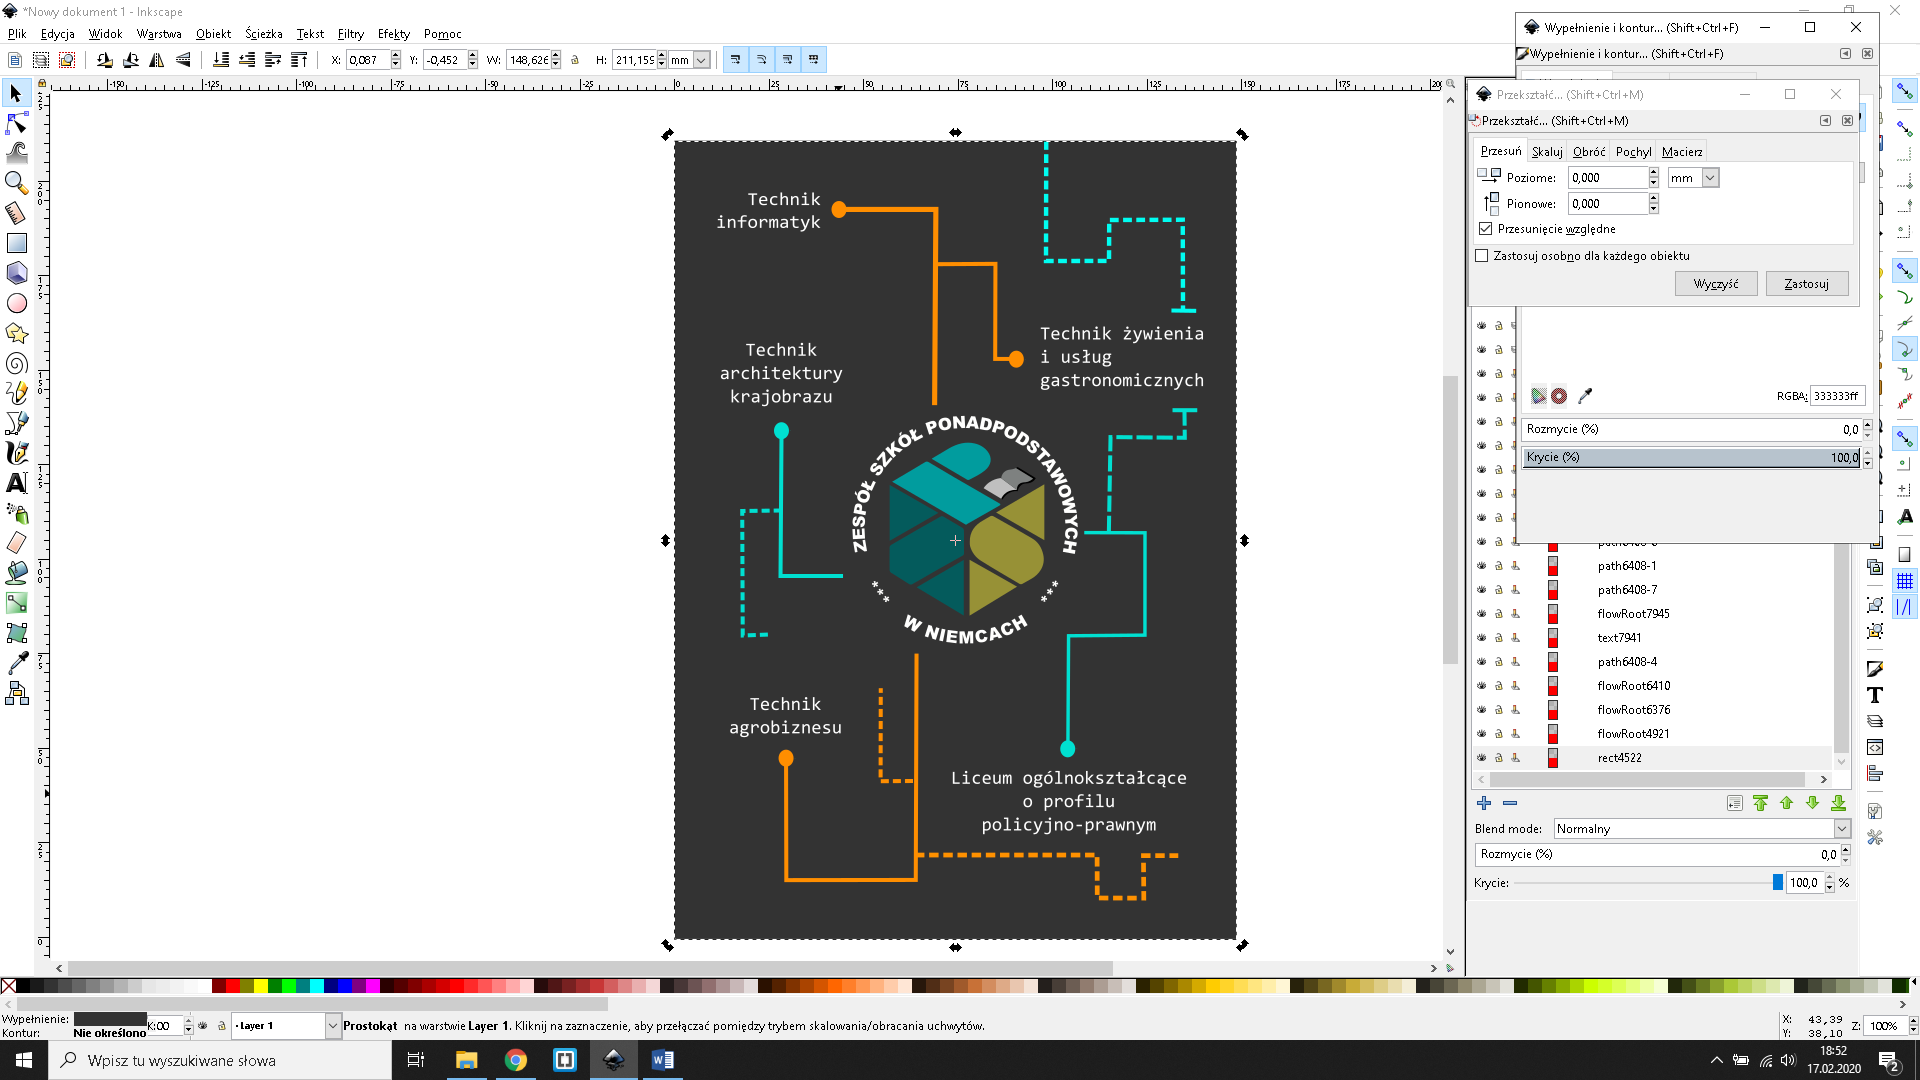 *Nowy dokument 1 - Inkscape
Plik Edycja Widok Warstwa Obiekt Ścieżka Tekst Filtry Efekty Pomoc
X: 0,087 Y: -0,452 W: 148,626 H: 211,159 mm
Wypełnienie i kontur... (Shift+Ctrl+F)
Wypełnienie i kontur... (Shift+Ctrl+F)
Przekształć... (Shift+Ctrl+M)
Przekształć... (Shift+Ctrl+M)
Przesuń Skaluj Obróć Pochyl Macierz
Poziome: 0,000 mm
Pionowe: 0,000
Przesunięcie względne
Zastosuj osobno dla każdego obiektu
Wyczyść Zastosuj
RGBA: 333333ff
Rozmycie (%) 0,0
Krycie (%) 100,0
path6408-1
path6408-7
flowRoot7945
text7941
path6408-4
flowRoot6410
flowRoot6376
flowRoot4921
rect4522
Blend mode: Normalny
Rozmycie (%) 0,0
Krycie: 100,0 %
Technik
informatyk
Technik żywienia
i usług
gastronomicznych
Technik
architektury
krajobrazu
ZESPÓŁ SZKÓŁ PONADPODSTAWOWYCH
*** ***
W NIEMCACH
Technik
agrobiznesu
Liceum ogólnokształcące
o profilu
policyjno-prawnym
Wypełnienie:
Kontur: Nie określono
K:00
Layer 1
Prostokąt na warstwie Layer 1. Kliknij na zaznaczenie, aby przełączać pomiędzy trybem skalowania/obracania uchwytów.
X: 43,39
Y: 38,10
Z: 100%
Wpisz tu wyszukiwane słowa
18:52
17.02.2020
2